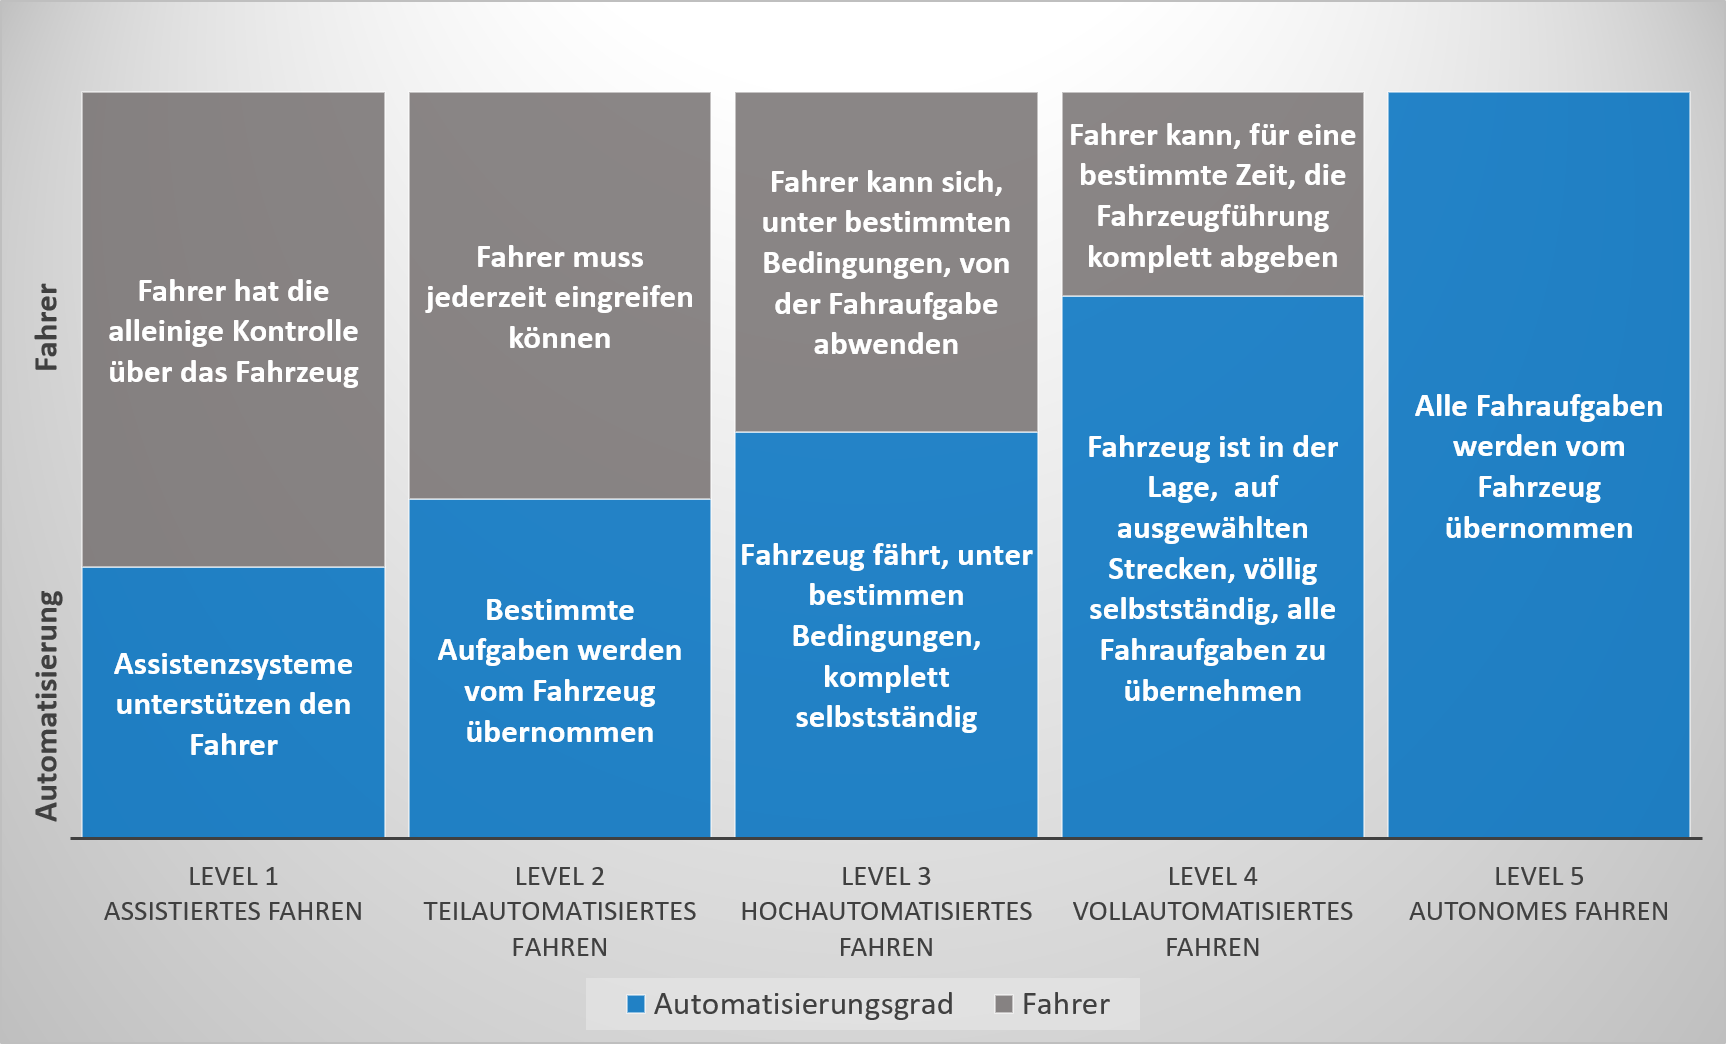 Fahrer
Automatisierung
Fahrer hat die
alleinige Kontrolle
über das Fahrzeug
Assistenzsysteme
unterstützen den
Fahrer
Fahrer muss
jederzeit eingreifen
können
Bestimmte
Aufgaben werden
vom Fahrzeug
übernommen
Fahrer kann sich,
unter bestimmten
Bedingungen, von
der Fahraufgabe
abwenden
Fahrzeug fährt, unter
bestimmen
Bedingungen,
komplett
selbstständig
Fahrer kann, für eine
bestimmte Zeit, die
Fahrzeugführung
komplett abgeben
Fahrzeug ist in der
Lage, auf
ausgewählten
Strecken, völlig
selbstständig, alle
Fahraufgaben zu
übernehmen
Alle Fahraufgaben
werden vom
Fahrzeug
übernommen
LEVEL 1
ASSISTIERTES FAHREN
LEVEL 2
TEILAUTOMATISIERTES
FAHREN
LEVEL 3
HOCHAUTOMATISIERTES
FAHREN
LEVEL 4
VOLLAUTOMATISIERTES
FAHREN
LEVEL 5
AUTONOMES FAHREN
Automatisierungsgrad
Fahrer